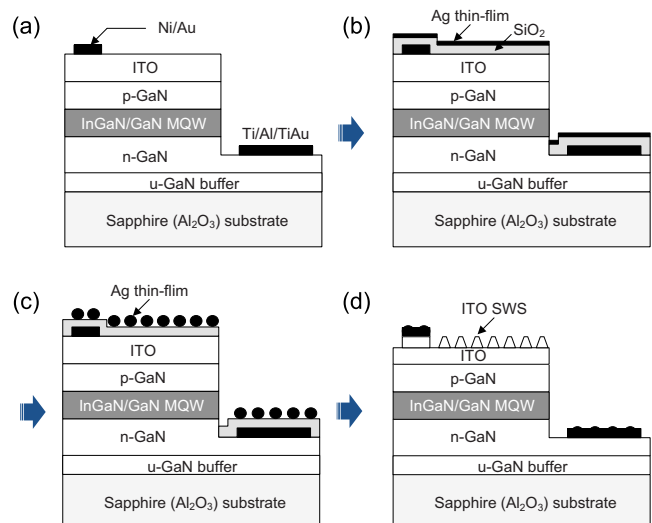 (a)
Ni/Au
ITO
p-GaN
InGaN/GaN MQW
Ti/Al/TiAu
n-GaN
u-GaN buffer
Sapphire (Al₂O₃) substrate
(b)
Ag thin-flim
SiO₂
ITO
p-GaN
InGaN/GaN MQW
n-GaN
u-GaN buffer
Sapphire (Al₂O₃) substrate
(c)
Ag thin-flim
ITO
p-GaN
InGaN/GaN MQW
n-GaN
u-GaN buffer
Sapphire (Al₂O₃) substrate
(d)
ITO SWS
ITO
p-GaN
InGaN/GaN MQW
n-GaN
u-GaN buffer
Sapphire (Al₂O₃) substrate